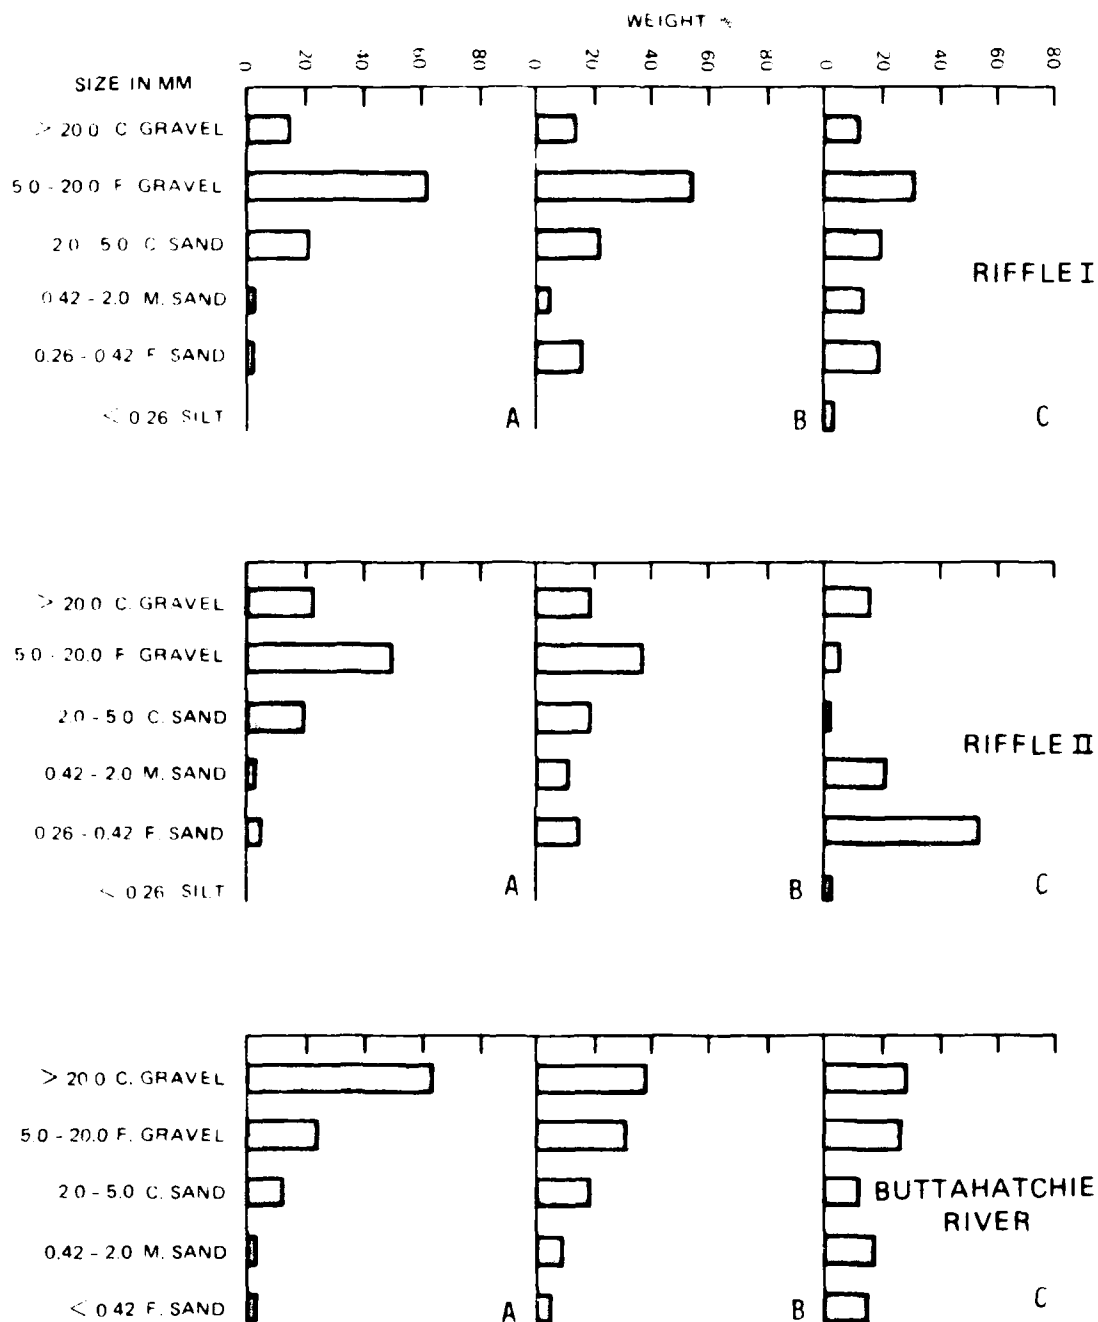 WEIGHT %
0 20 40 60 80 0 20 40 60 80 0 20 40 60 80
SIZE IN MM
> 20.0 C GRAVEL
5.0 - 20.0 F. GRAVEL
2.0 5.0 C SAND
0.42 - 2.0 M. SAND
0.26 - 0.42 F. SAND
< 0.26 SILT
A
B
C
RIFFLE I
> 20.0 C. GRAVEL
5.0 - 20.0 F. GRAVEL
2.0 - 5.0 C. SAND
0.42 - 2.0 M. SAND
0.26 - 0.42 F. SAND
< 0.26 SILT
A
B
C
RIFFLE II
> 20.0 C. GRAVEL
5.0 - 20.0 F. GRAVEL
2.0 - 5.0 C. SAND
0.42 - 2.0 M. SAND
< 0.42 F. SAND
A
B
C
BUTTAHATCHIE
RIVER